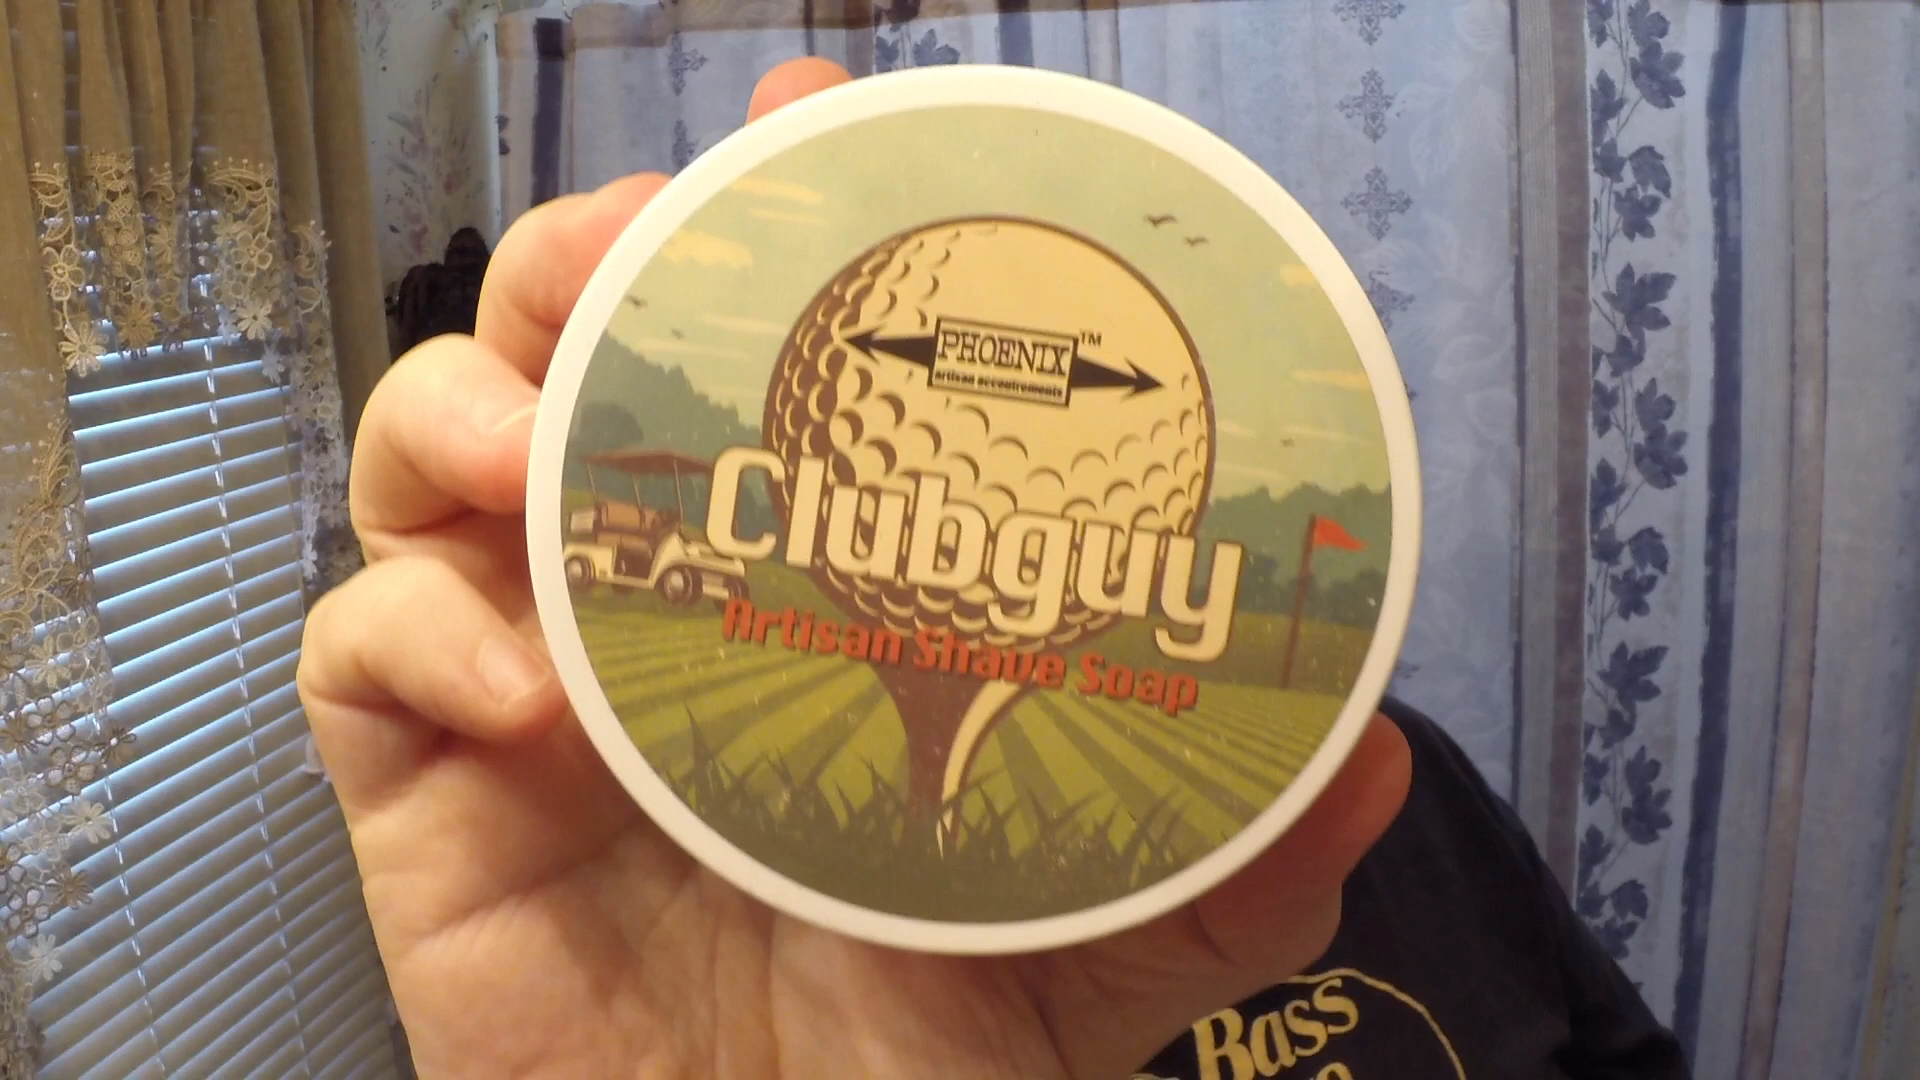 PHOENIX™
artisan accoutrements
Clubguy
Artisan Shave Soap
Bass